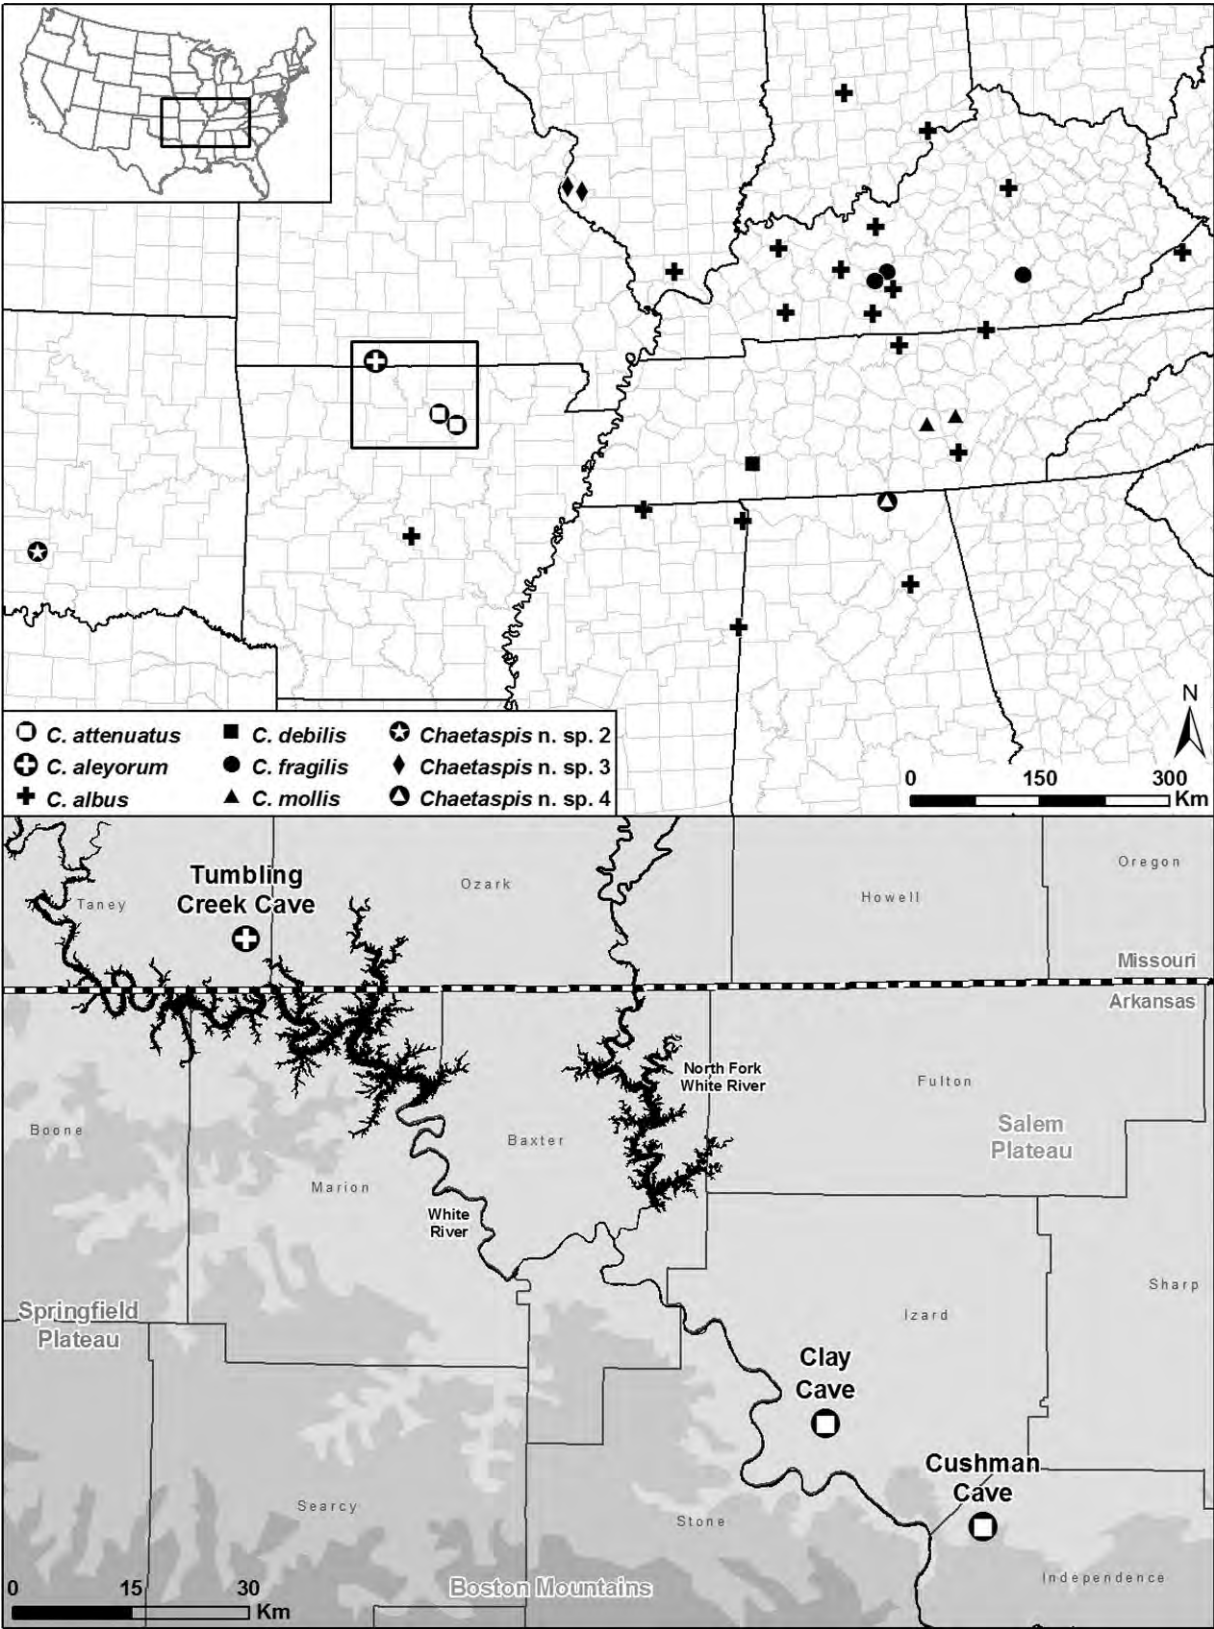 N
C. attenuatus
C. debilis
Chaetaspis n. sp. 2
C. aleyorum
C. fragilis
Chaetaspis n. sp. 3
C. albus
C. mollis
Chaetaspis n. sp. 4
0 150 300
Km
Tumbling
Creek Cave
Taney
Ozark
Howell
Oregon
Missouri
Arkansas
North Fork
White River
Fulton
Boone
Baxter
Salem
Plateau
Marion
White
River
Sharp
Springfield
Plateau
Izard
Clay
Cave
Cushman
Cave
Searcy
Stone
Independence
Boston Mountains
0 15 30
Km